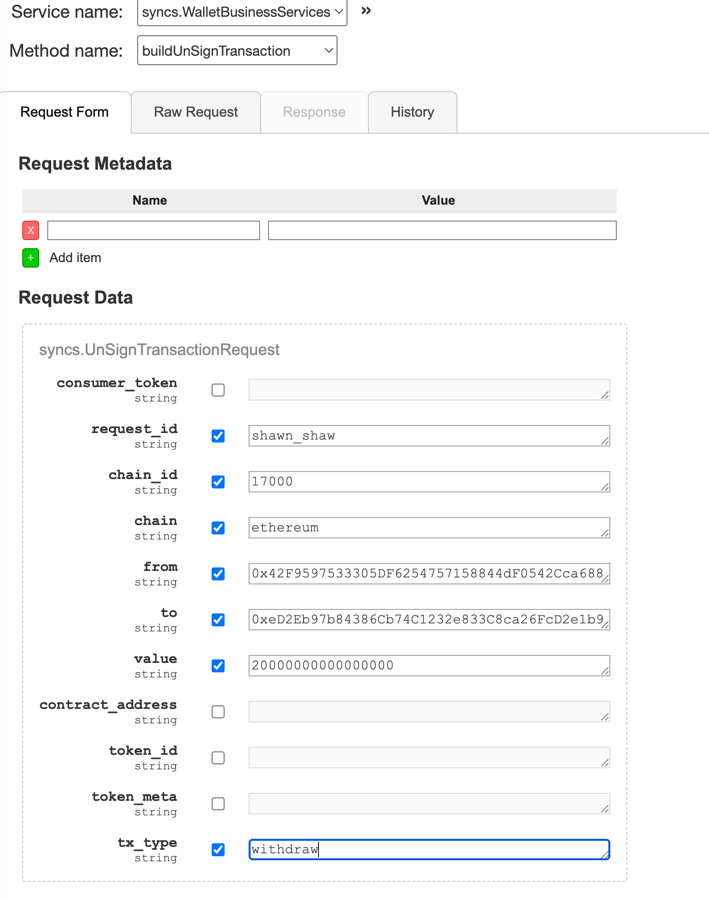 Service name: syncs.WalletBusinessServices »
Method name: buildUnSignTransaction
Request Form Raw Request Response History
Request Metadata
Name Value
X
+ Add item
Request Data
syncs.UnSignTransactionRequest
consumer_token
string
request_id
string
shawn_shaw
chain_id
string
17000
chain
string
ethereum
from
string
0x42F9597533305DF6254757158844dF0542Cca688
to
string
0xeD2Eb97b84386Cb74C1232e833C8ca26FcD2e1b9
value
string
20000000000000000
contract_address
string
token_id
string
token_meta
string
tx_type
string
withdraw